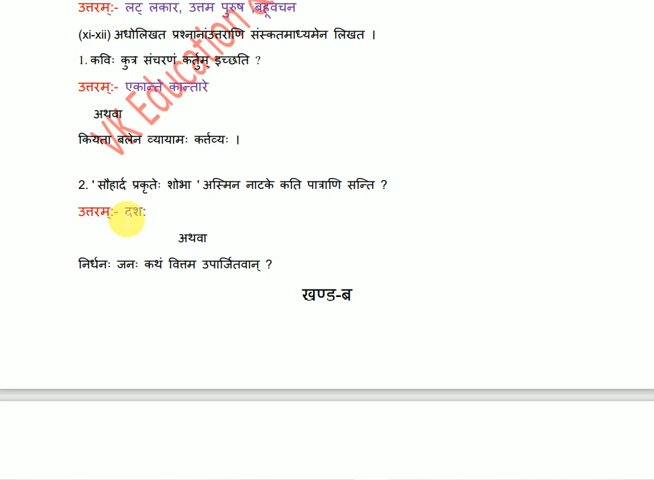 उत्तरम्:- लट् लकार, उत्तम पुरुष बहूवचन
(xi-xii) अधोलिखत प्रश्नानांउत्तराणि संस्कतमाध्यमेन लिखत ।
1. कविः कुत्र संचरणं कर्तुम् इच्छति ?
उत्तरम्:- एकान्ते कान्तारे
अथवा
कियता बलेन व्यायामः कर्त्तव्यः ।
2. ' सौहार्द प्रकृतेः शोभा ' अस्मिन नाटके कति पात्राणि सन्ति ?
उत्तरम्:- दश:
अथवा
निर्धनः जनः कथं वित्तम उपार्जितवान् ?
खण्ड-ब
VK Education